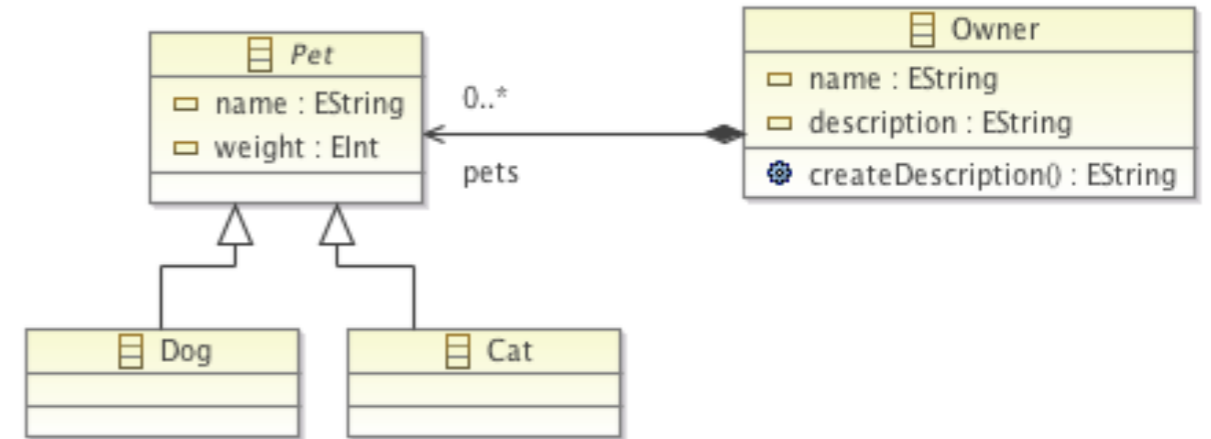 Pet
name : EString
weight : EInt
0..*
pets
Owner
name : EString
description : EString
createDescription() : EString
Dog
Cat